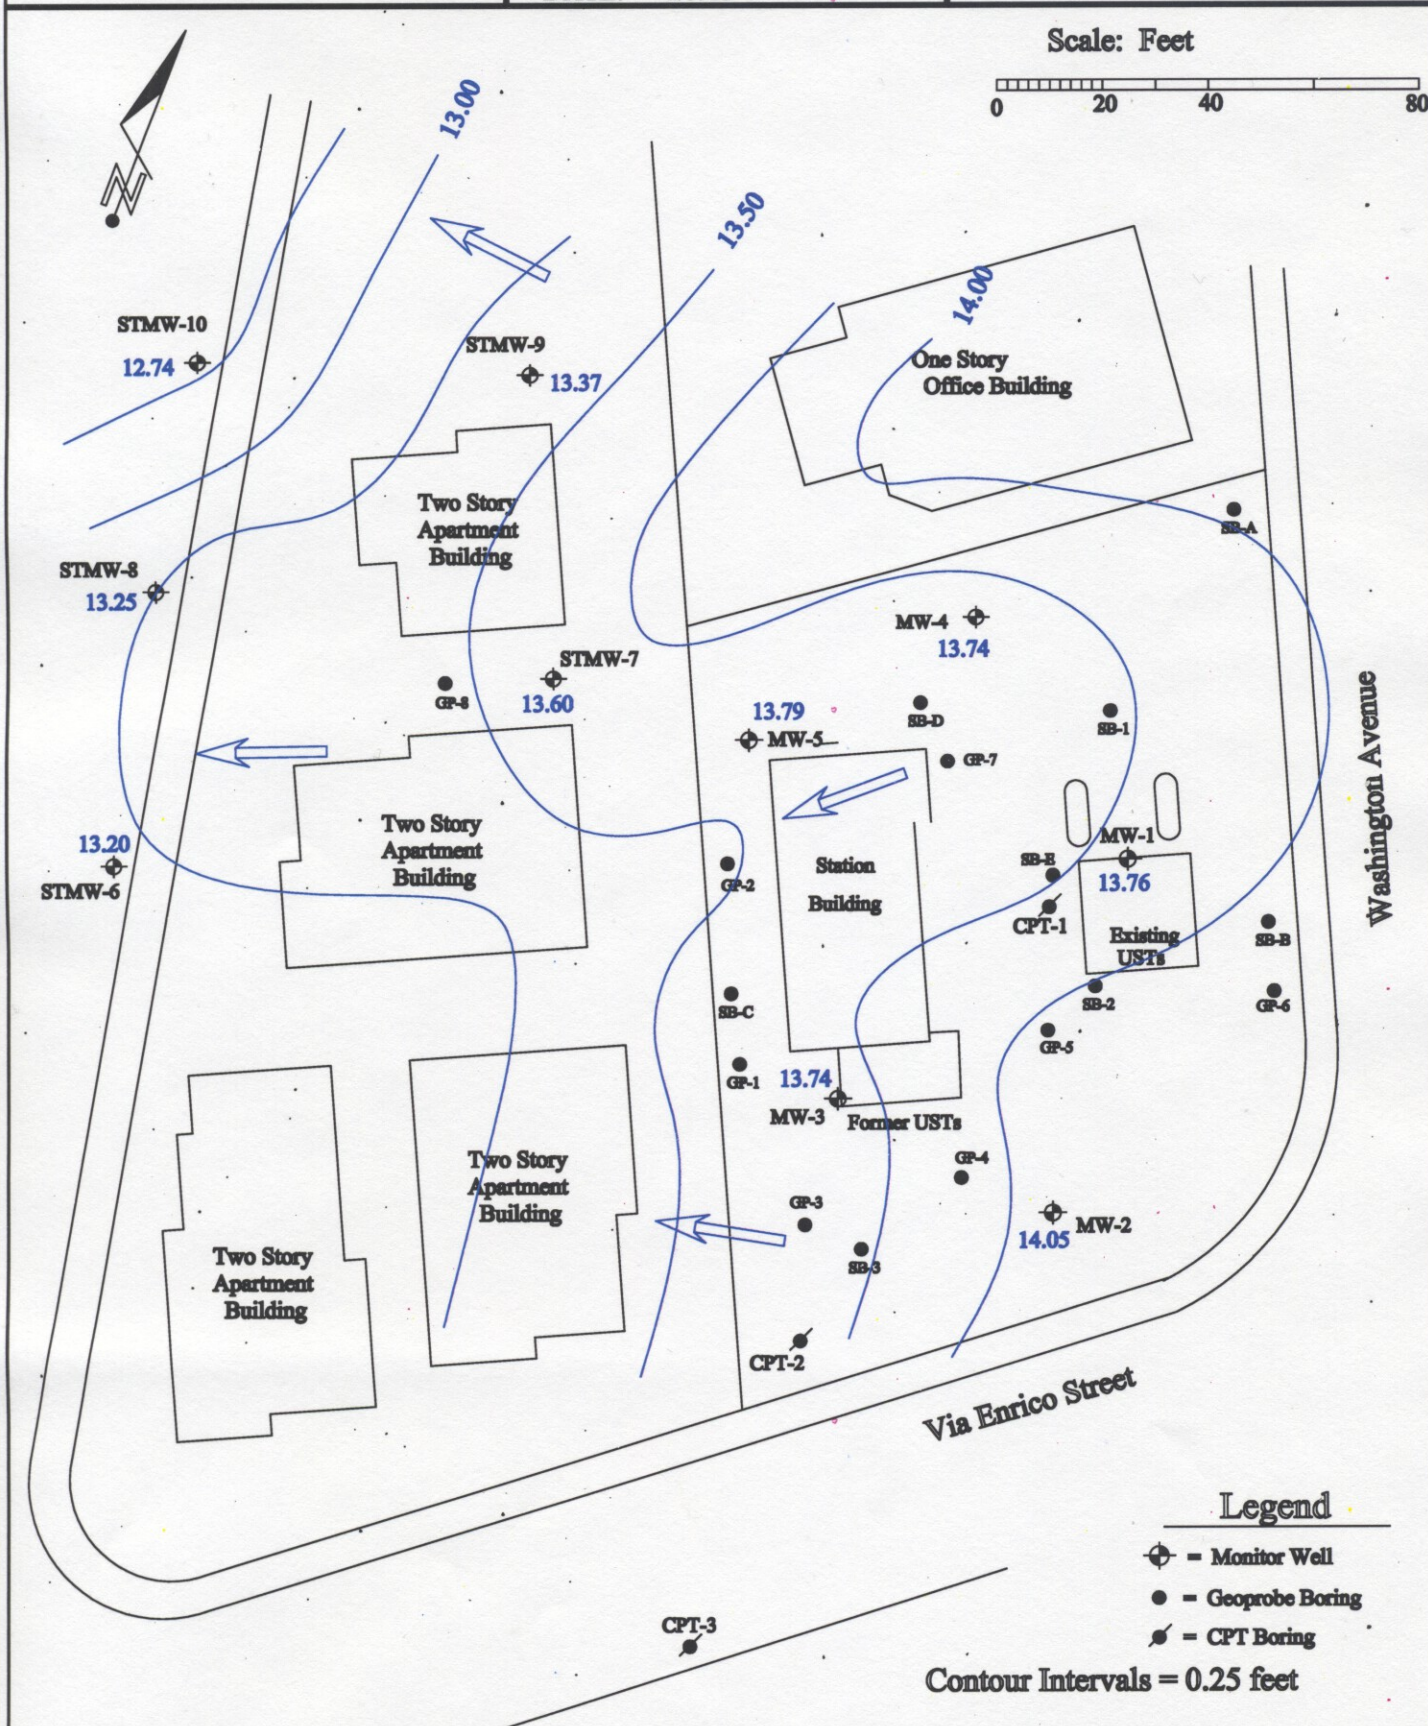 Scale: Feet
0 20 40 80
N
13.00
13.50
14.00
STMW-10
12.74
STMW-9
13.37
One Story
Office Building
Two Story
Apartment
Building
SB-A
STMW-8
13.25
MW-4
13.74
STMW-7
13.60
GP-8
13.79
MW-5
SB-D
SB-1
GP-7
Washington Avenue
Two Story
Apartment
Building
13.20
STMW-6
MW-1
13.76
SB-E
GP-2
Station
Building
CPT-1
Existing
USTs
SB-B
SB-C
SB-2
GP-6
GP-5
GP-1
13.74
MW-3
Former USTs
Two Story
Apartment
Building
GP-4
GP-3
MW-2
14.05
SB-3
Two Story
Apartment
Building
CPT-2
Via Enrico Street
Legend
= Monitor Well
= Geoprobe Boring
= CPT Boring
CPT-3
Contour Intervals = 0.25 feet